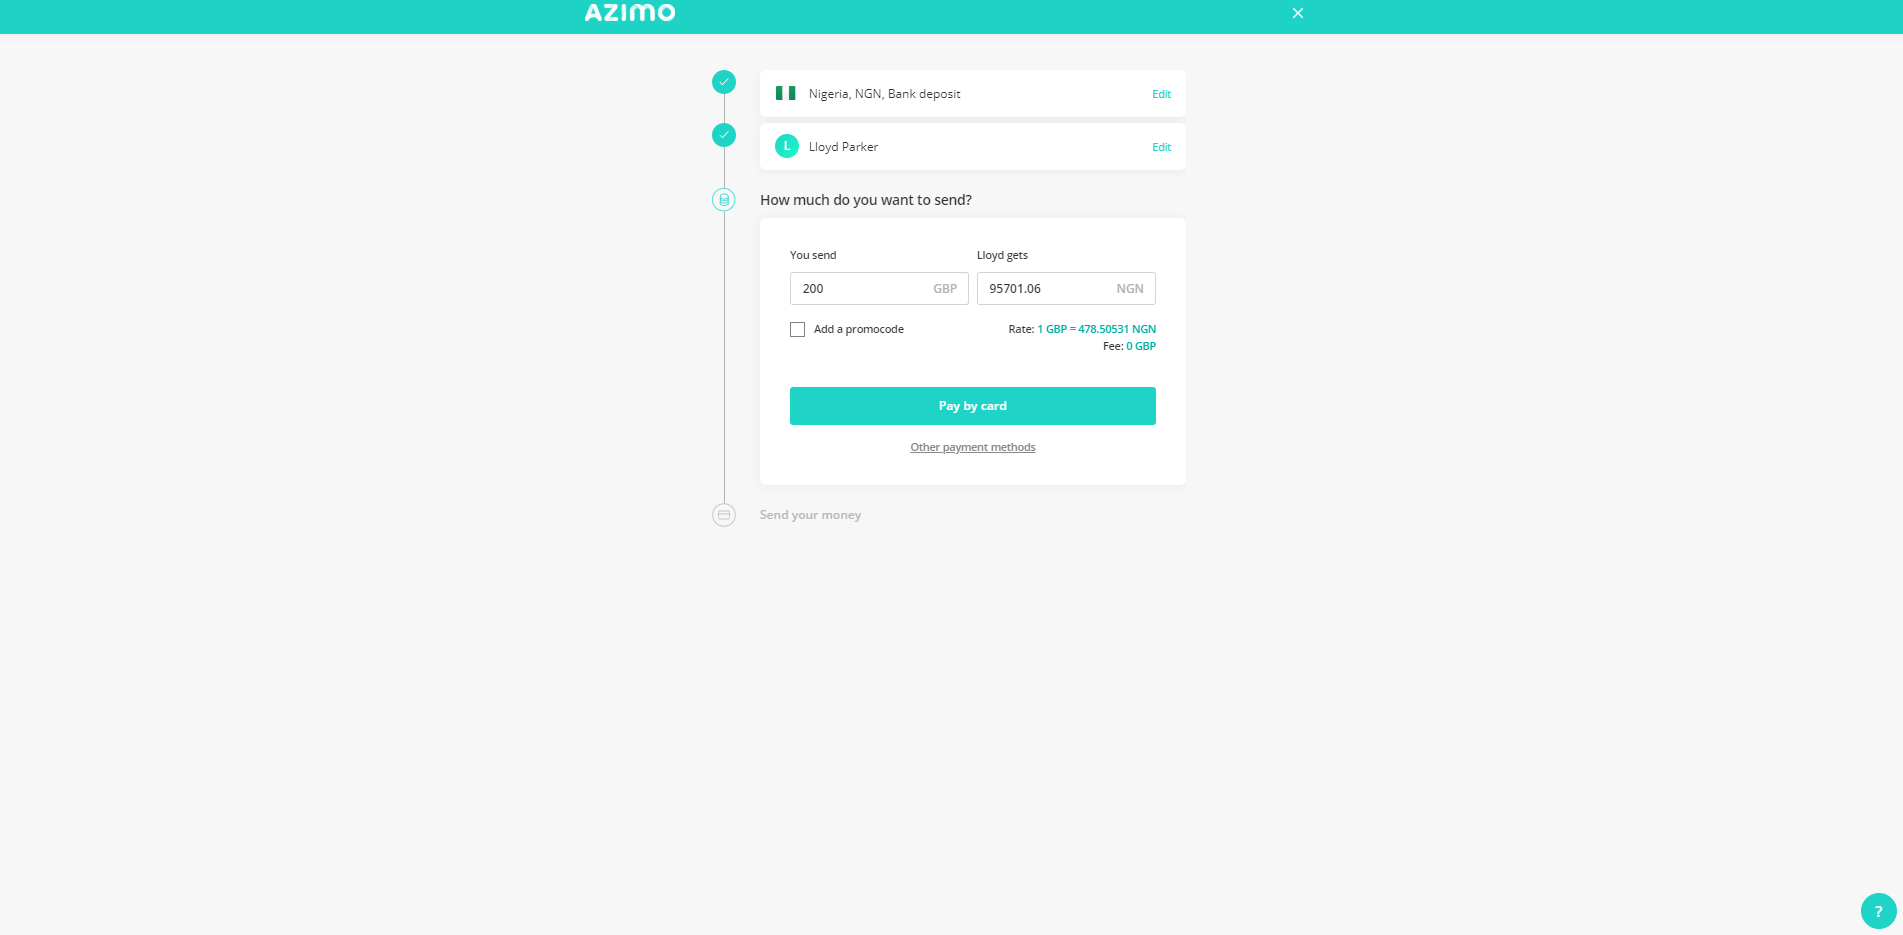 AZIMO
Nigeria, NGN, Bank deposit Edit
L Lloyd Parker Edit
How much do you want to send?
You send Lloyd gets
200 GBP 95701.06 NGN
Add a promocode Rate: 1 GBP = 478.50531 NGN
Fee: 0 GBP
Pay by card
Other payment methods
Send your money
?